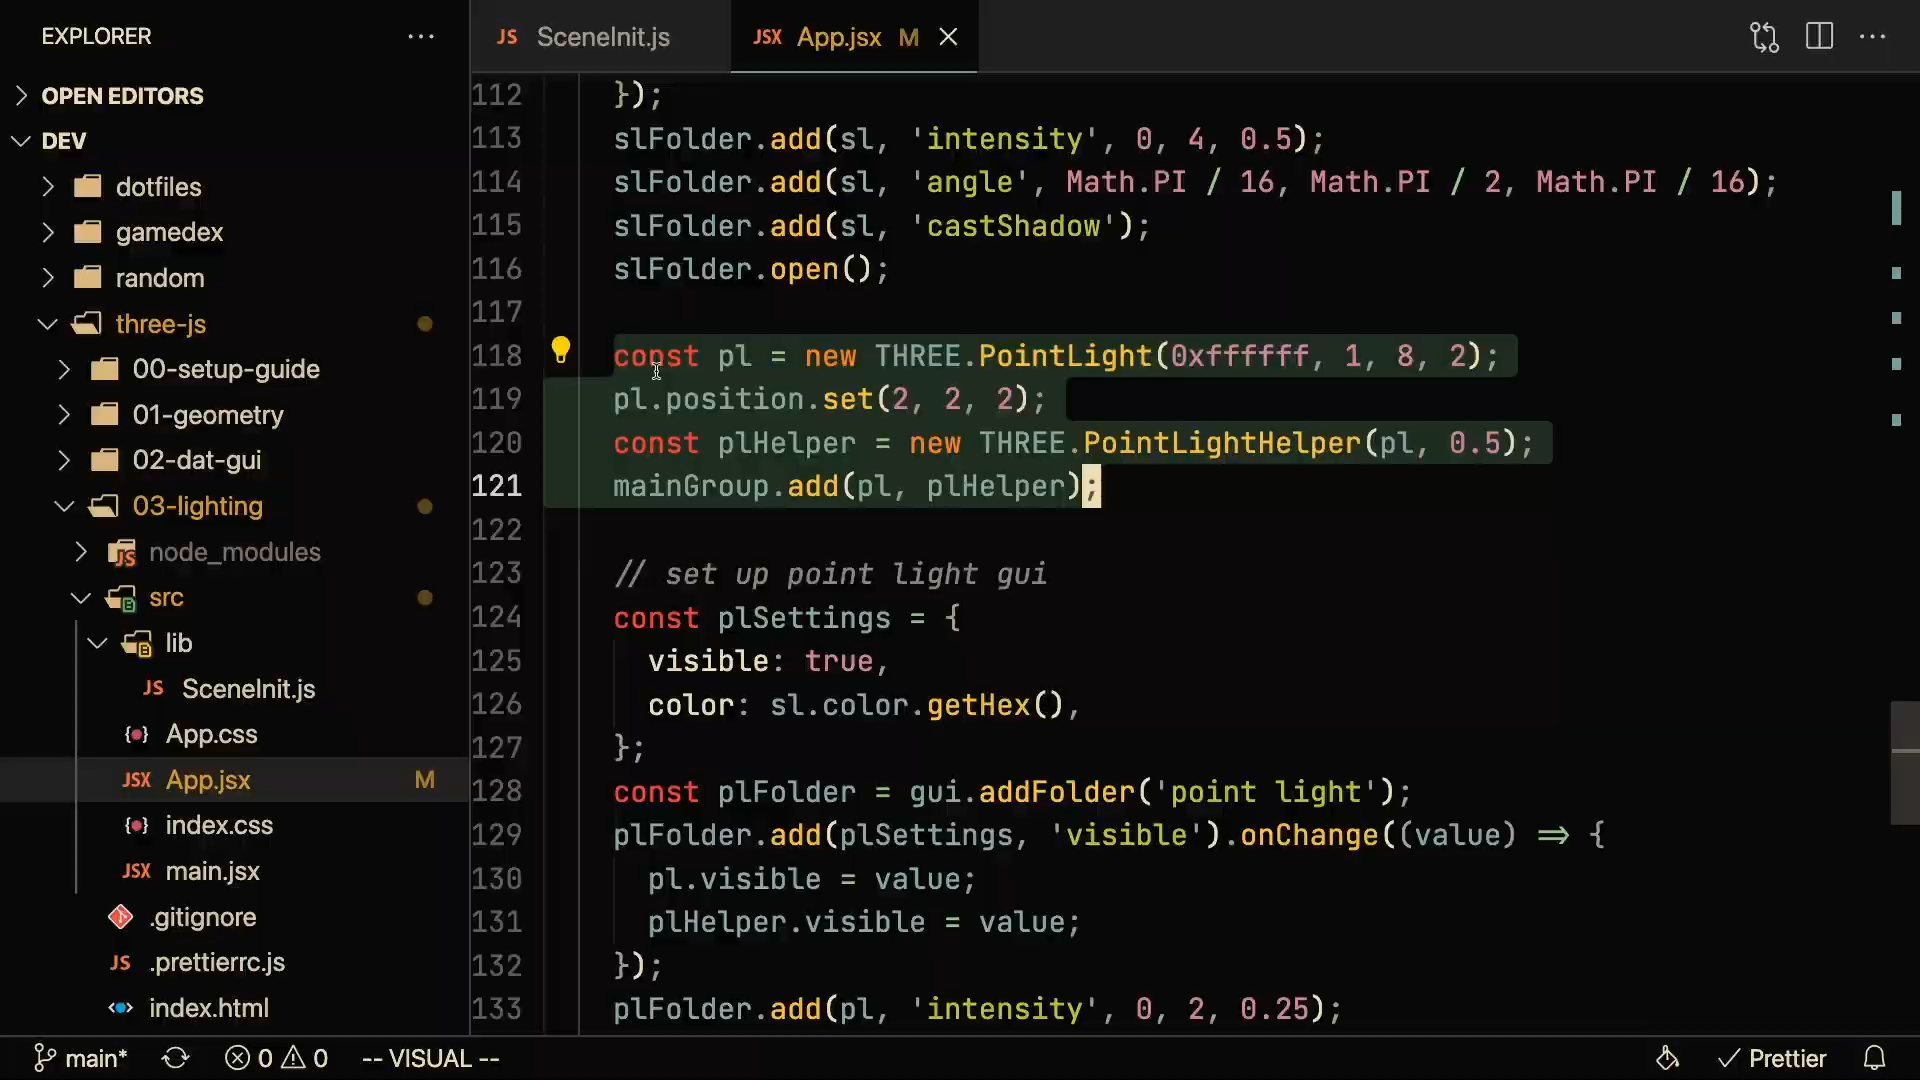 EXPLORER
SceneInit.js
App.jsx M
OPEN EDITORS
DEV
dotfiles
gamedex
random
three-js
00-setup-guide
01-geometry
02-dat-gui
03-lighting
node_modules
src
lib
JS SceneInit.js
App.css
JSX App.jsx M
index.css
JSX main.jsx
.gitignore
JS .prettierrc.js
index.html
112 });
113 slFolder.add(sl, 'intensity', 0, 4, 0.5);
114 slFolder.add(sl, 'angle', Math.PI / 16, Math.PI / 2, Math.PI / 16);
115 slFolder.add(sl, 'castShadow');
116 slFolder.open();
117
118 const pl = new THREE.PointLight(0xffffff, 1, 8, 2);
119 pl.position.set(2, 2, 2);
120 const plHelper = new THREE.PointLightHelper(pl, 0.5);
121 mainGroup.add(pl, plHelper);
122
123 // set up point light gui
124 const plSettings = {
125 visible: true,
126 color: sl.color.getHex(),
127 };
128 const plFolder = gui.addFolder('point light');
129 plFolder.add(plSettings, 'visible').onChange((value) => {
130 pl.visible = value;
131 plHelper.visible = value;
132 });
133 plFolder.add(pl, 'intensity', 0, 2, 0.25);
main* 0 0 -- VISUAL -- Prettier